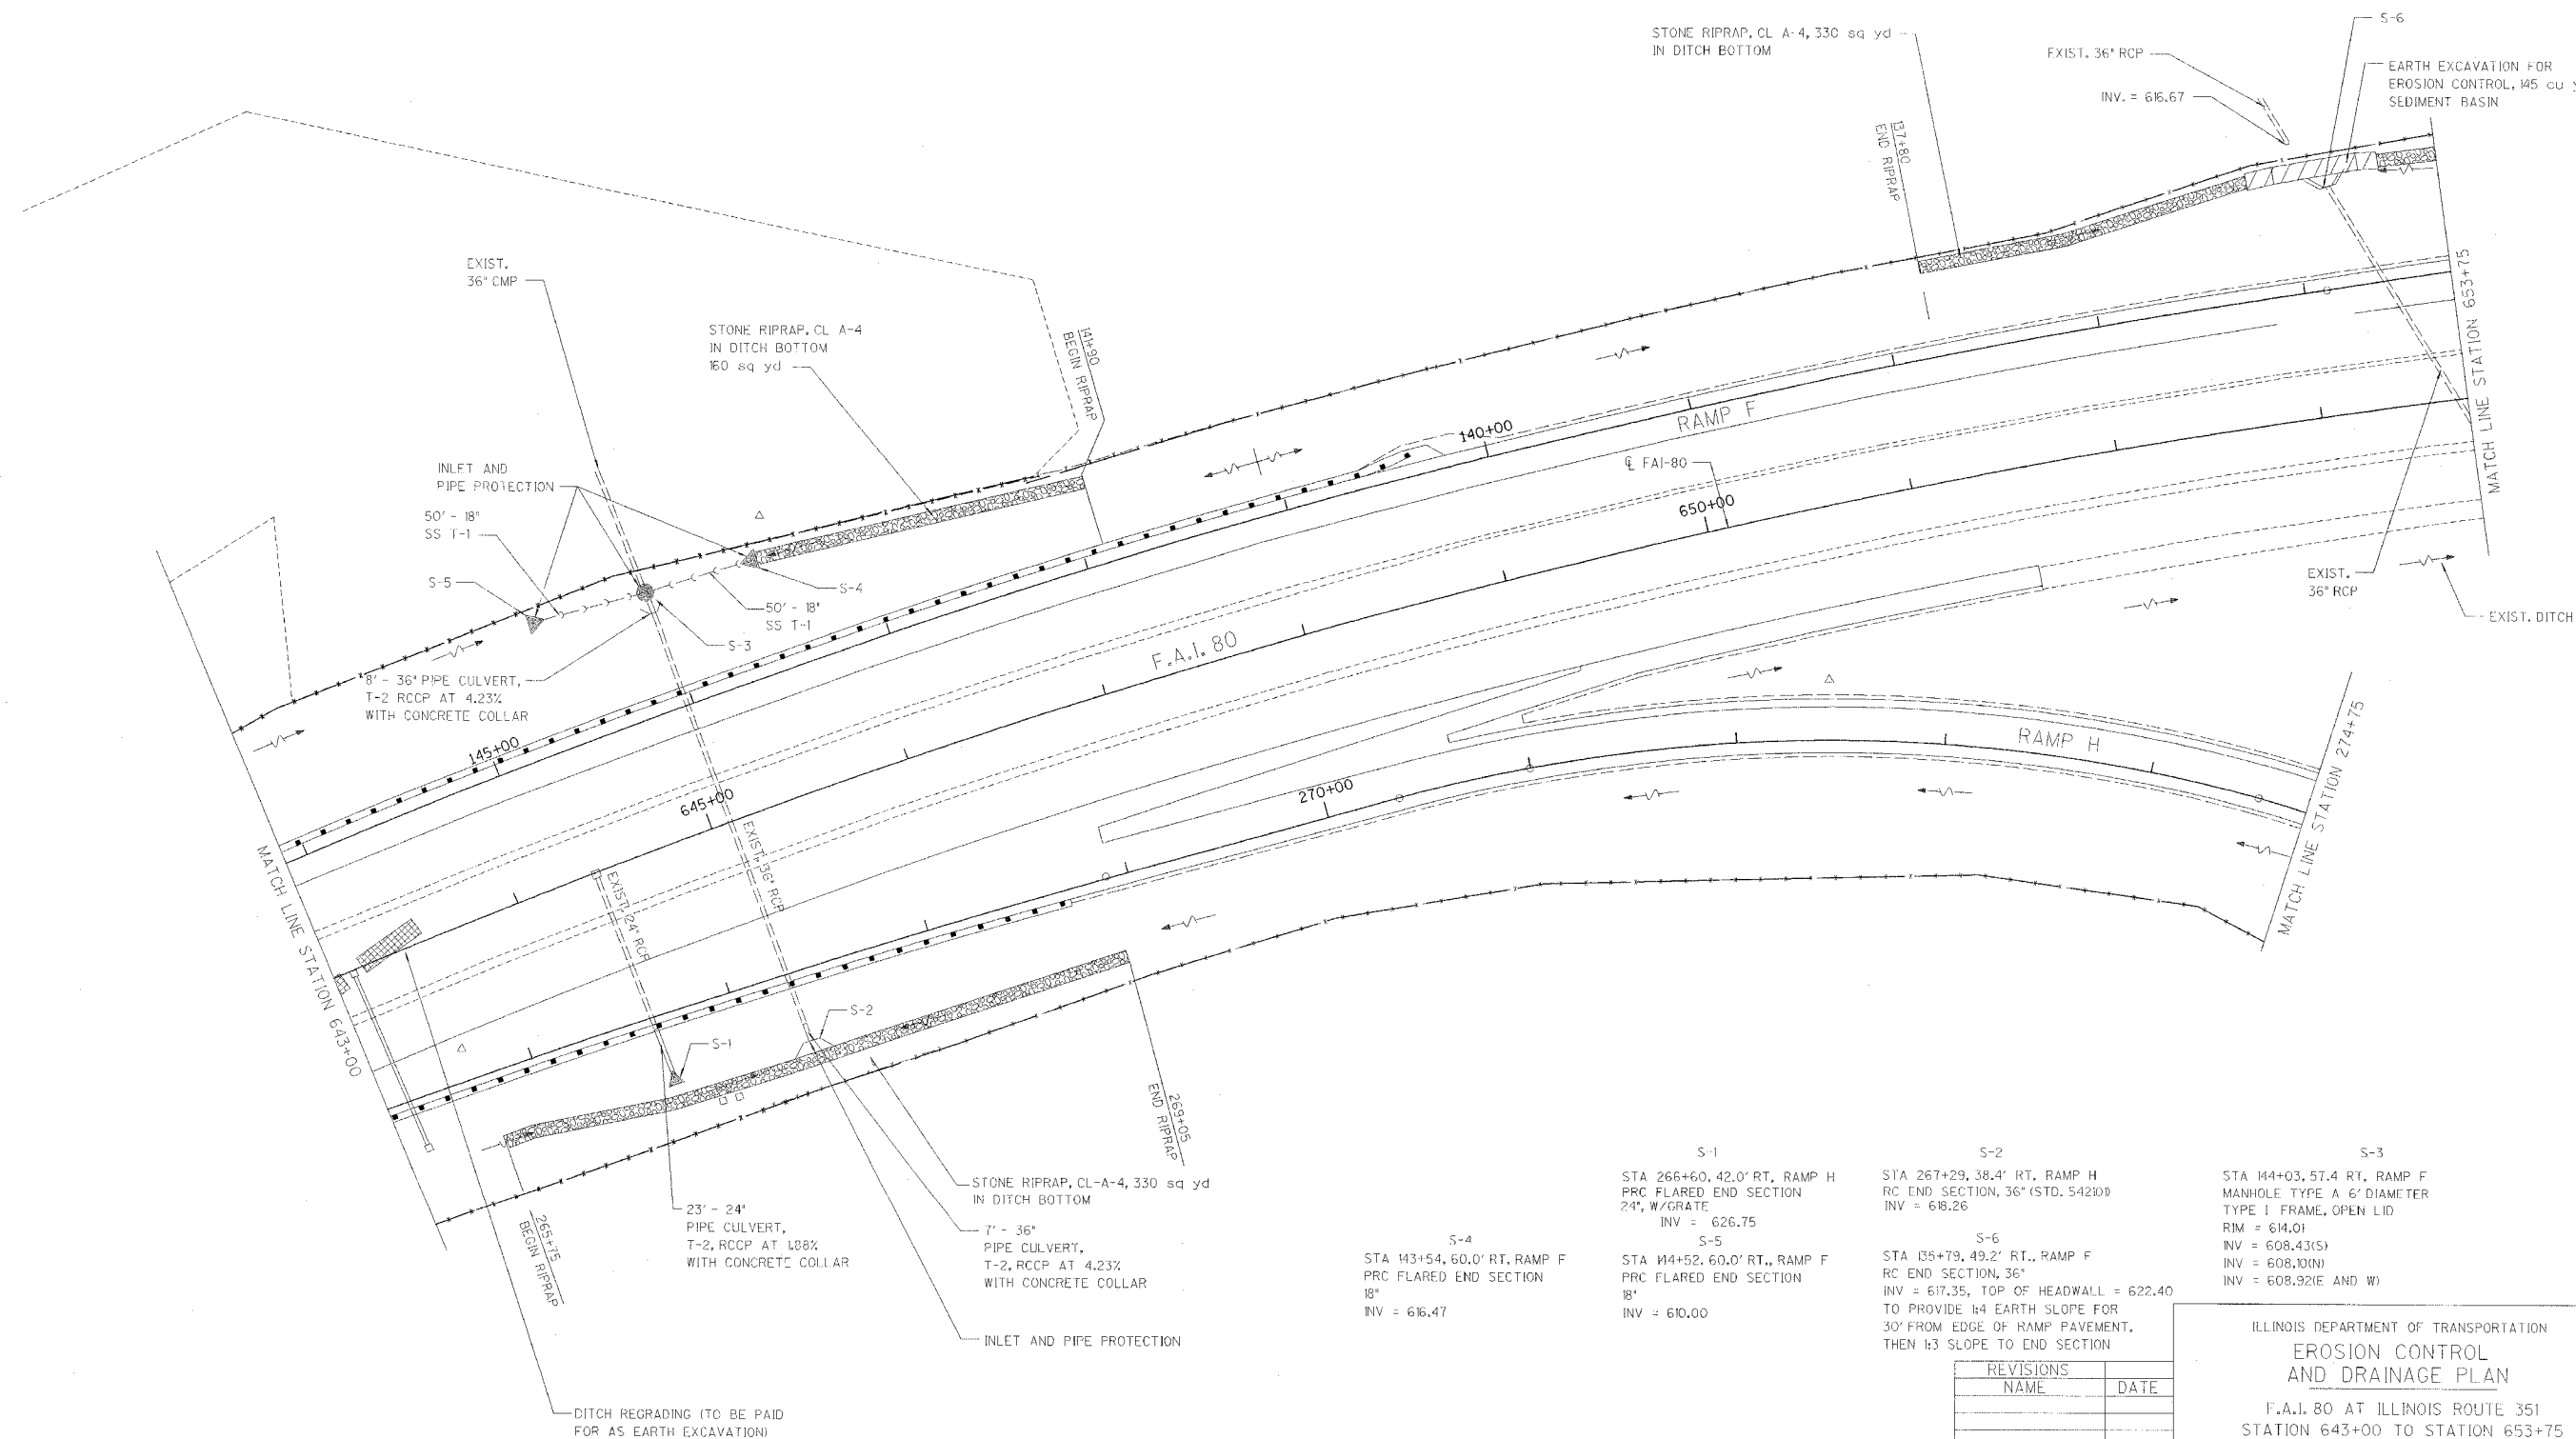 STONE RIPRAP, CL A-4, 330 sq yd
IN DITCH BOTTOM
EXIST. 36" RCP
INV. = 616.67
S-6
EARTH EXCAVATION FOR
EROSION CONTROL, 145 cu
SEDIMENT BASIN
137+80
END RIPRAP
EXIST.
36" CMP
STONE RIPRAP, CL A-4
IN DITCH BOTTOM
160 sq yd
141+90
BEGIN RIPRAP
INLET AND
PIPE PROTECTION
50' - 18"
SS T-1
S-5
S-4
50' - 18"
SS T-1
S-3
8' - 36" PIPE CULVERT,
T-2 RCCP AT 4.23%
WITH CONCRETE COLLAR
140+00
RAMP F
℄ FAI-80
650+00
F.A.I. 80
MATCH LINE STATION 653+75
EXIST.
36" RCP
EXIST. DITCH
145+00
645+00
270+00
RAMP H
MATCH LINE STATION 274+75
MATCH LINE STATION 643+00
EXIST. 24" RCP
EXIST. 36" RCP
S-2
S-1
265+75
BEGIN RIPRAP
269+05
END RIPRAP
23' - 24"
PIPE CULVERT,
T-2, RCCP AT 1.88%
WITH CONCRETE COLLAR
STONE RIPRAP, CL-A-4, 330 sq yd
IN DITCH BOTTOM
7' - 36"
PIPE CULVERT,
T-2, RCCP AT 4.23%
WITH CONCRETE COLLAR
INLET AND PIPE PROTECTION
DITCH REGRADING (TO BE PAID
FOR AS EARTH EXCAVATION)
S-1
STA 266+60, 42.0' RT, RAMP H
PRC FLARED END SECTION
24", W/GRATE
INV = 626.75
S-2
STA 267+29, 38.4' RT, RAMP H
RC END SECTION, 36" (STD. 542101)
INV = 618.26
S-3
STA 144+03, 57.4 RT, RAMP F
MANHOLE TYPE A 6' DIAMETER
TYPE 1 FRAME, OPEN LID
RIM = 614.01
INV = 608.43(S)
INV = 608.10(N)
INV = 608.92(E AND W)
S-4
STA 143+54, 60.0' RT, RAMP F
PRC FLARED END SECTION
18"
INV = 616.47
S-5
STA 144+52, 60.0' RT., RAMP F
PRC FLARED END SECTION
18"
INV = 610.00
S-6
STA 135+79, 49.2' RT., RAMP F
RC END SECTION, 36"
INV = 617.35, TOP OF HEADWALL = 622.40
TO PROVIDE 1:4 EARTH SLOPE FOR
30' FROM EDGE OF RAMP PAVEMENT,
THEN 1:3 SLOPE TO END SECTION
REVISIONS
NAME DATE
ILLINOIS DEPARTMENT OF TRANSPORTATION
EROSION CONTROL
AND DRAINAGE PLAN
F.A.I. 80 AT ILLINOIS ROUTE 351
STATION 643+00 TO STATION 653+75